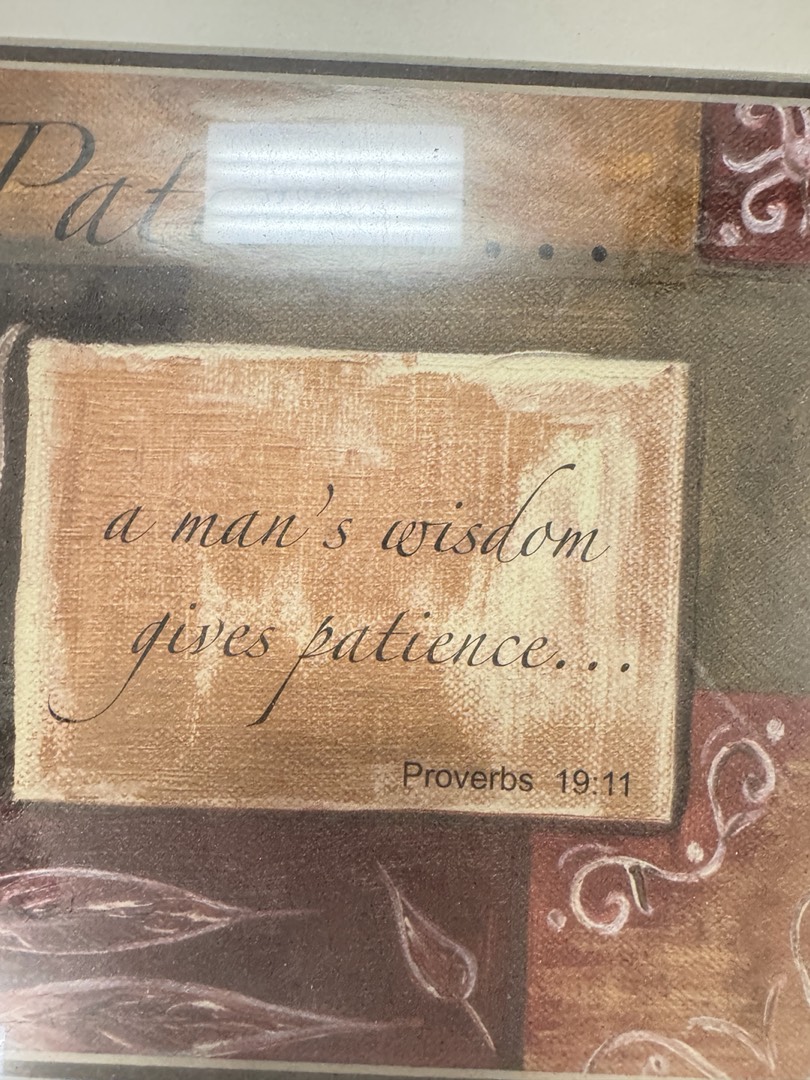 a man's wisdom
gives patience...
Proverbs 19:11